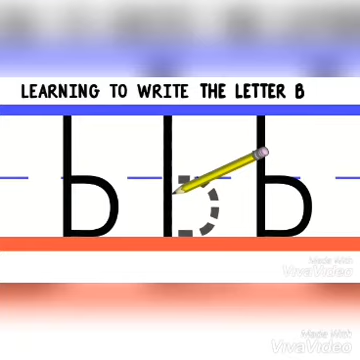 LEARNING TO WRITE THE LETTER B
b b b
Made With
VivaVideo
Made With
VivaVideo